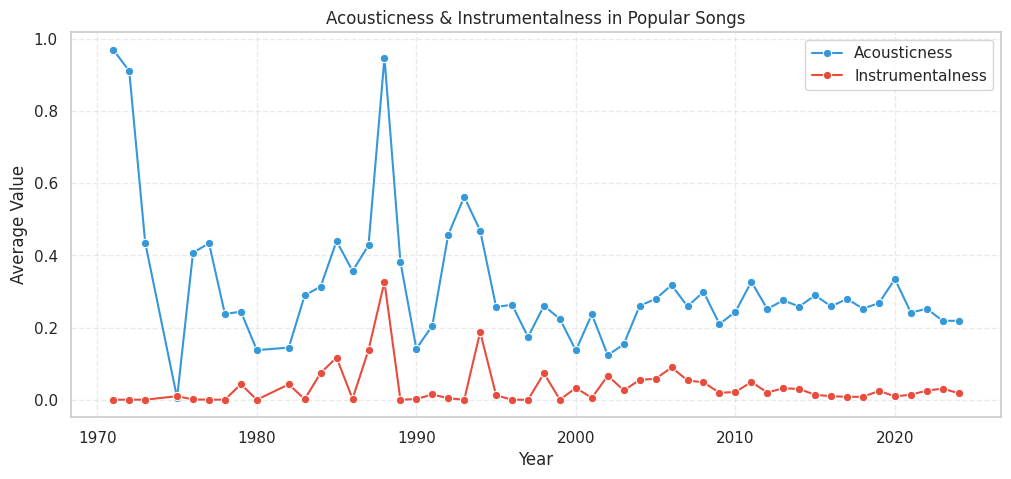 Acousticness & Instrumentalness in Popular Songs
Acousticness
Instrumentalness
Average Value
1.0
0.8
0.6
0.4
0.2
0.0
1970 1980 1990 2000 2010 2020
Year